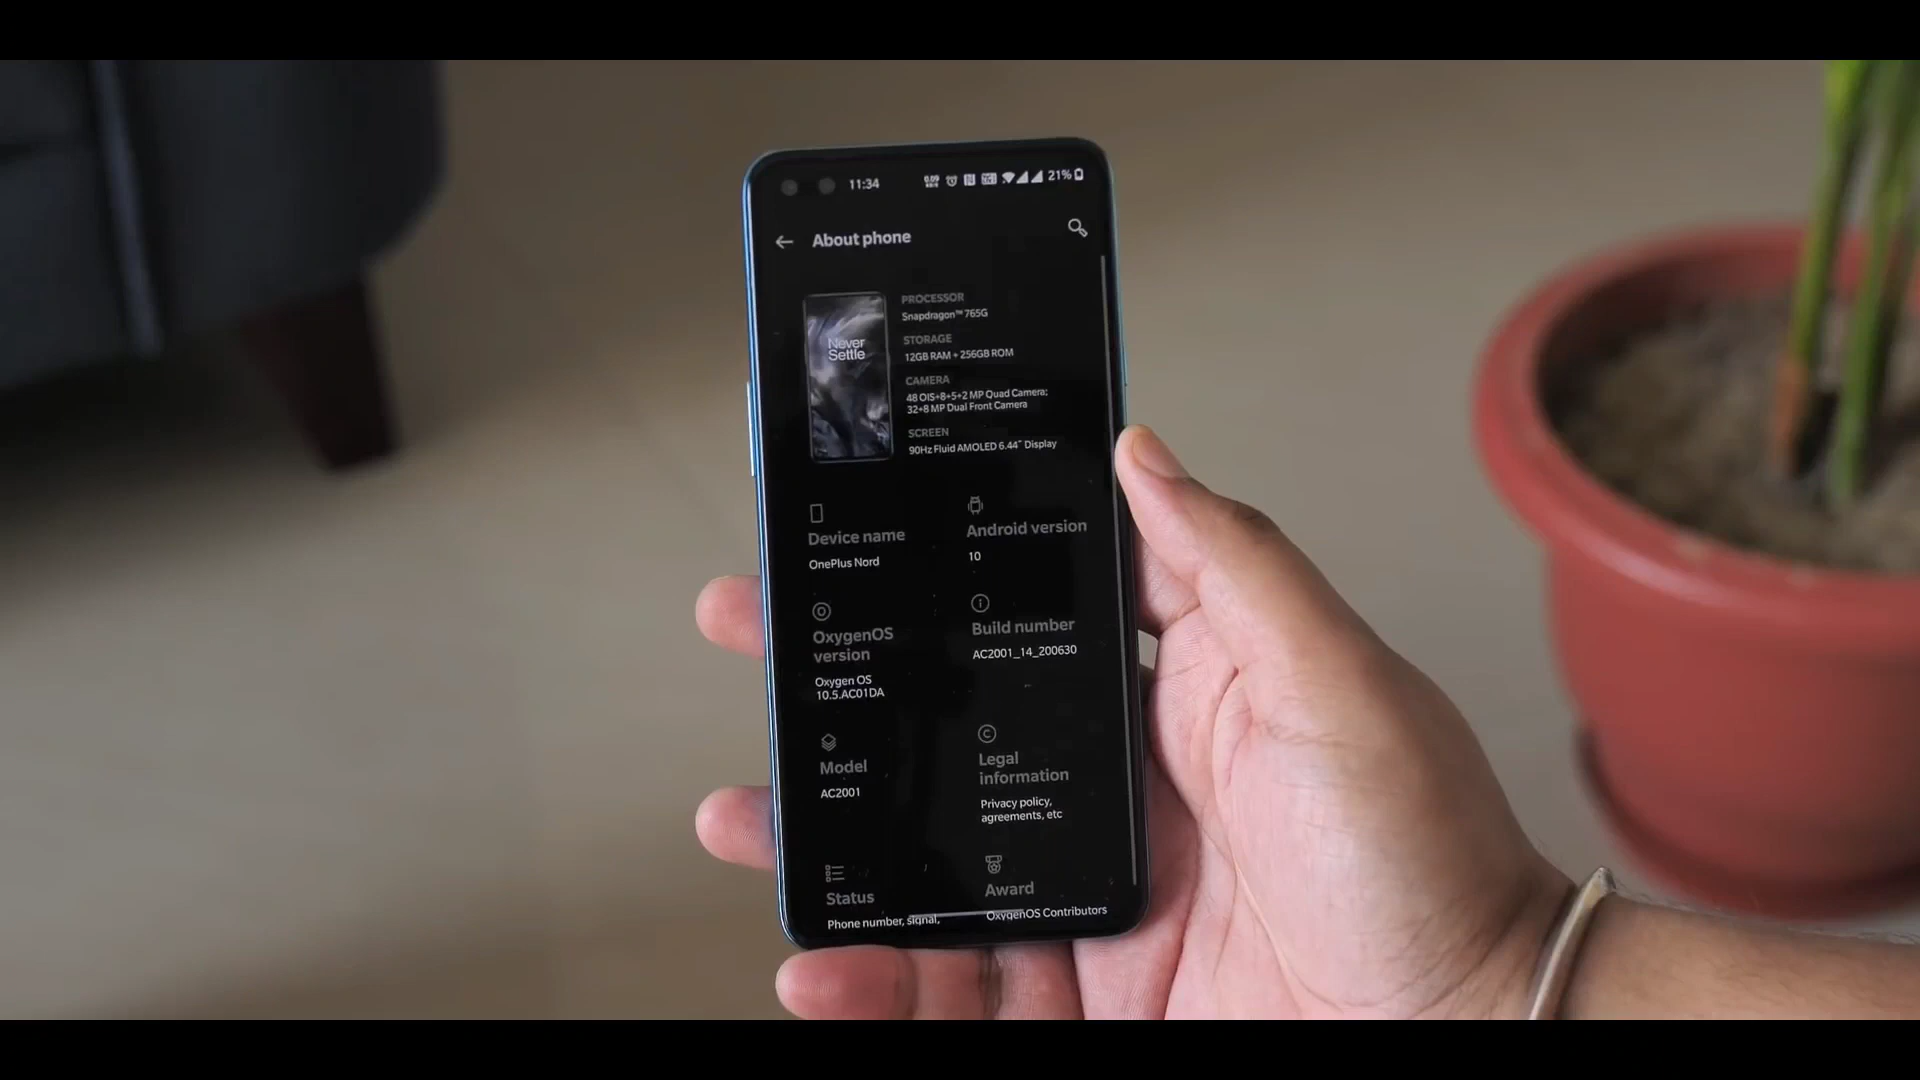 11:34
0.09
21%
About phone
Never
Settle
PROCESSOR
Snapdragon™ 765G
STORAGE
12GB RAM + 256GB ROM
CAMERA
48 OIS+8+5+2 MP Quad Camera;
32+8 MP Dual Front Camera
SCREEN
90Hz Fluid AMOLED 6.44" Display
Device name
OnePlus Nord
Android version
10
OxygenOS
version
Oxygen OS
10.5.AC01DA
Build number
AC2001_14_200630
Model
AC2001
Legal
information
Privacy policy,
agreements, etc
Status
Phone number, signal,
Award
OxygenOS Contributors